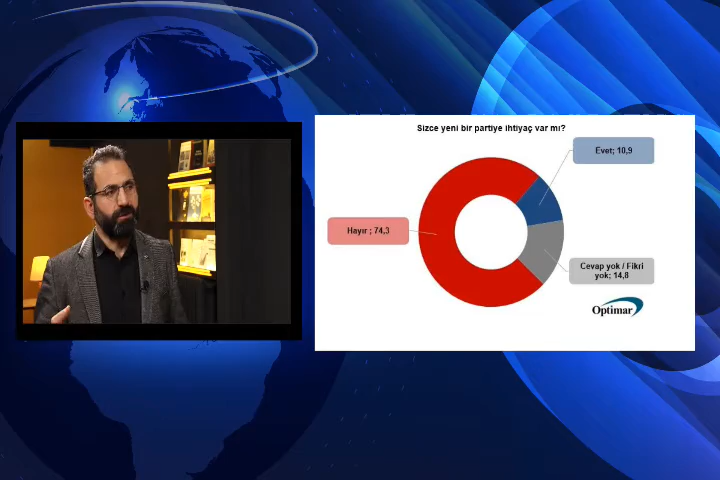 Sizce yeni bir partiye ihtiyaç var mı?
Evet; 10,9
Hayır ; 74,3
Cevap yok / Fikri
yok; 14,8
Optimar